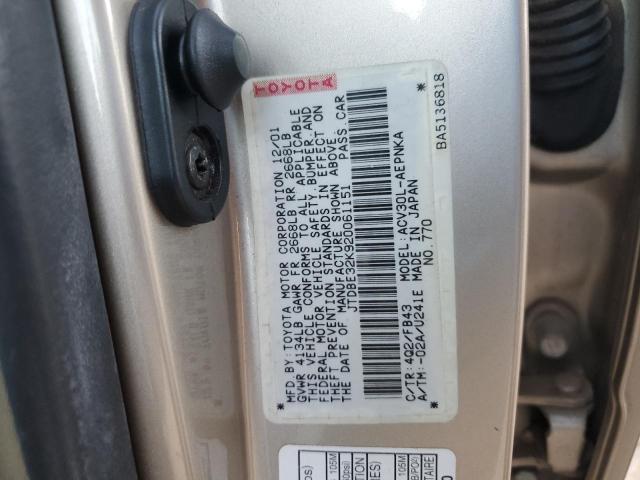 TOYOTA
MFD.BY:TOYOTA MOTOR CORPORATION 12/01
GVWR 4134LB GAWR FR 2668LB RR 2668LB
THIS VEHICLE CONFORMS TO ALL APPLICABLE
FEDERAL MOTOR VEHICLE SAFETY,BUMPER,AND
THEFT PREVENTION STANDARDS IN EFFECT ON
THE DATE OF MANUFACTURE SHOWN ABOVE.
JTDBE32K920061151 PASS.CAR
* *
C/TR:4Q2/FB43 MODEL:ACV30L-AEPNKA
A/TM:-02A/U241E MADE IN JAPAN
NO.770
BA5136818
105M
105M
TAIRE